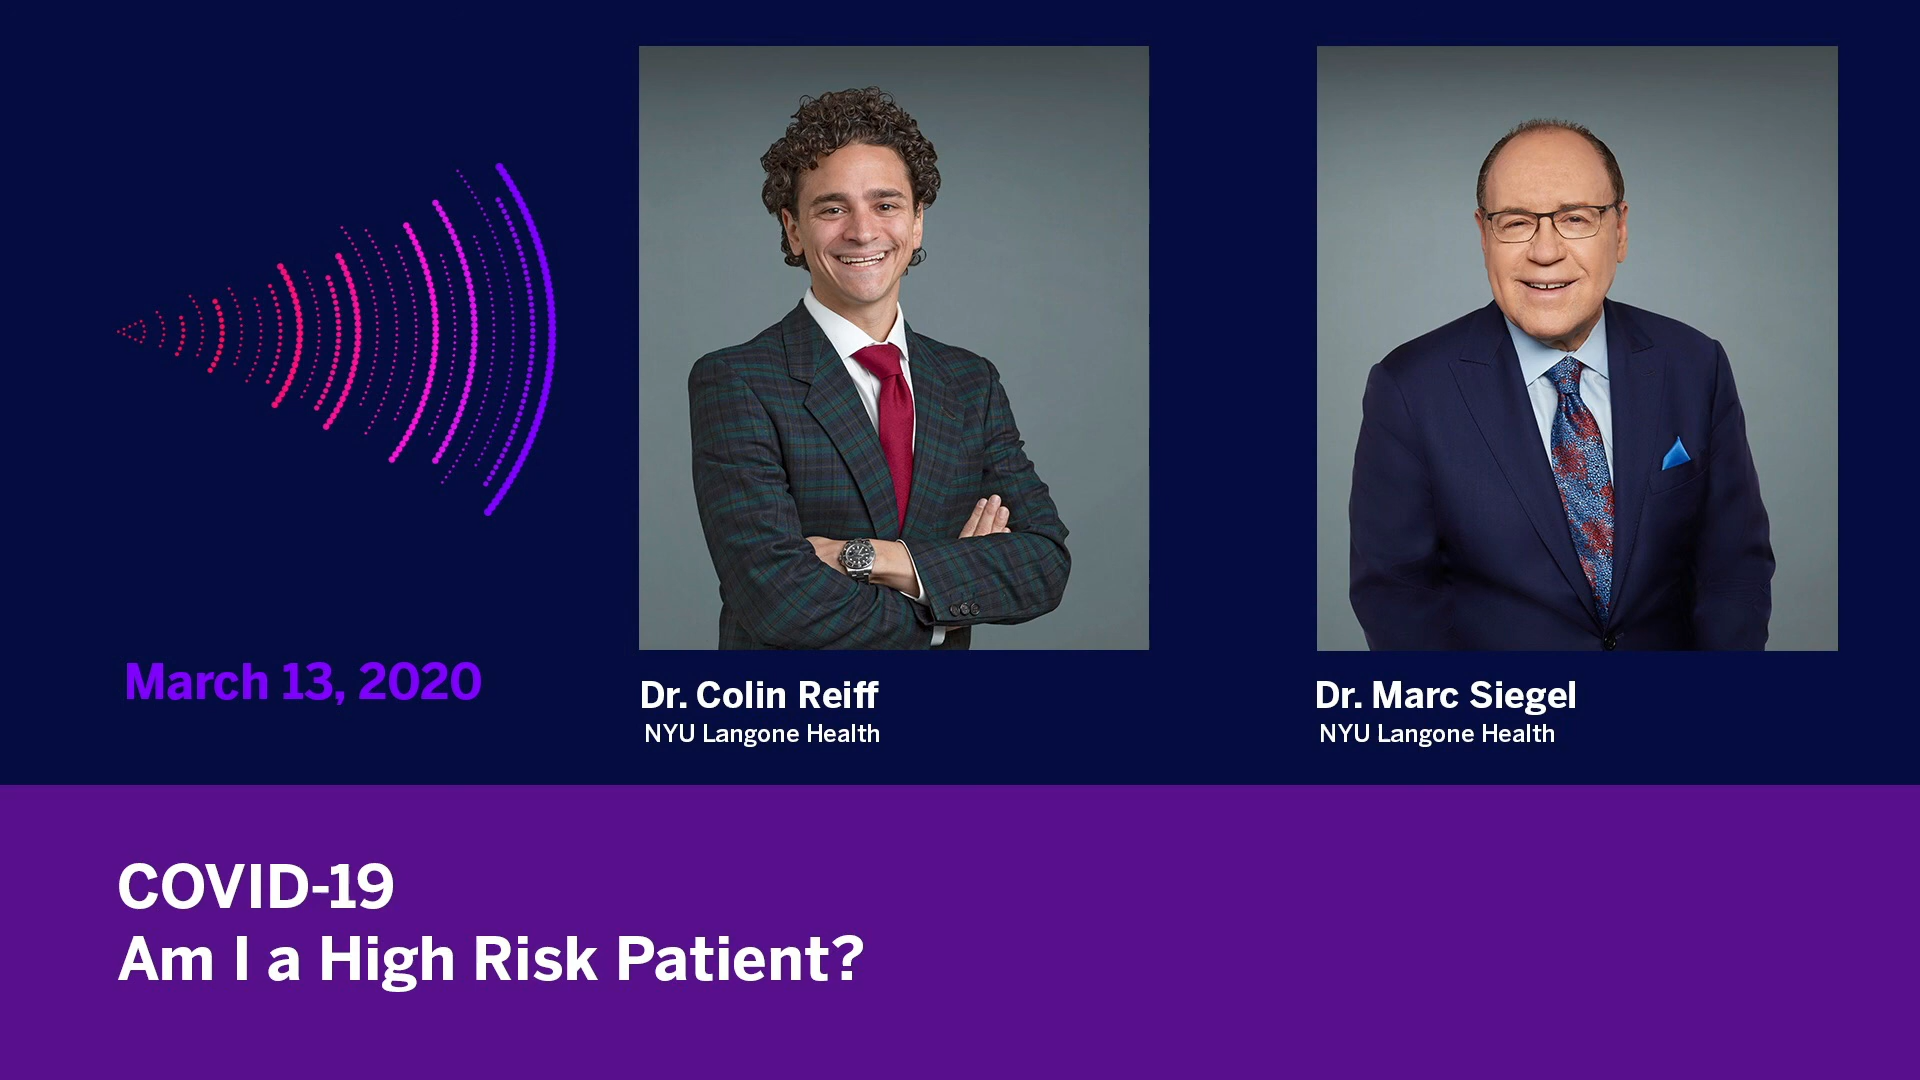 March 13, 2020
Dr. Colin Reiff
NYU Langone Health
Dr. Marc Siegel
NYU Langone Health
COVID-19
Am I a High Risk Patient?